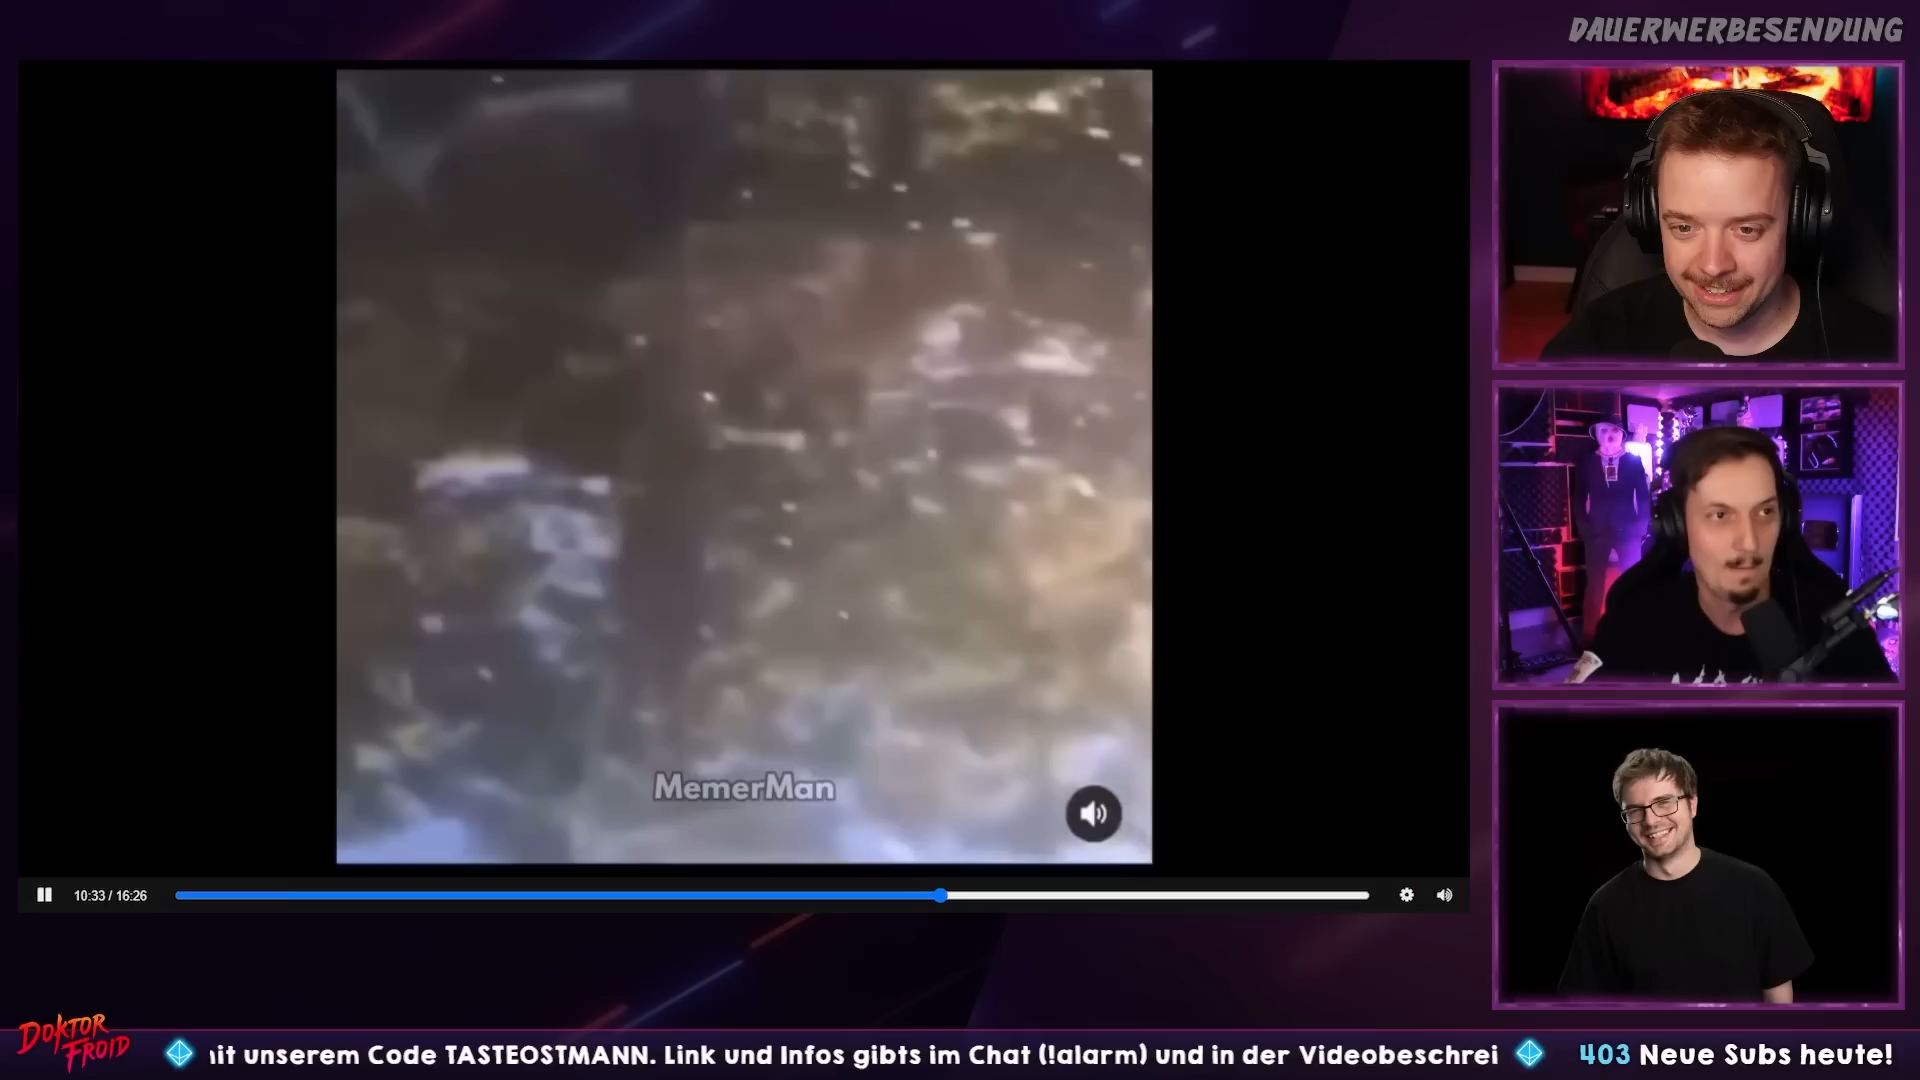 DAUERWERBESENDUNG
MemerMan
10:33 / 16:26
DOKTOR
FROID
nit unserem Code TASTEOSTMANN. Link und Infos gibts im Chat (!alarm) und in der Videobeschrei
403 Neue Subs heute!